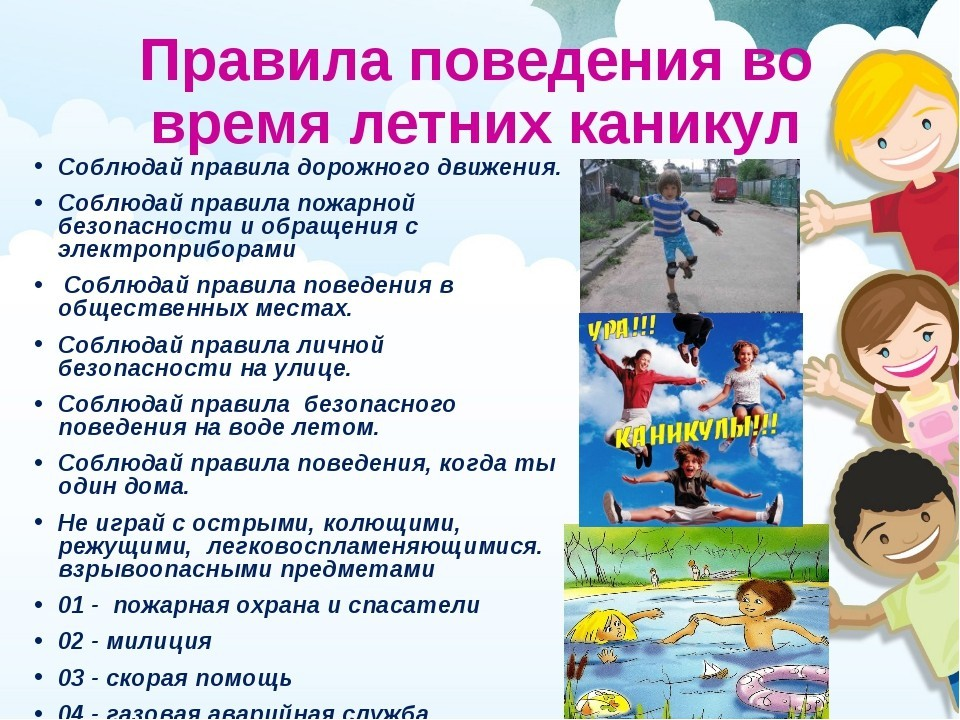 Правила поведения во
время летних каникул
• Соблюдай правила дорожного движения.
• Соблюдай правила пожарной
безопасности и обращения с
электроприборами
• Соблюдай правила поведения в
общественных местах.
• Соблюдай правила личной
безопасности на улице.
• Соблюдай правила безопасного
поведения на воде летом.
• Соблюдай правила поведения, когда ты
один дома.
• Не играй с острыми, колющими,
режущими, легковоспламеняющимися.
взрывоопасными предметами
• 01 - пожарная охрана и спасатели
• 02 - милиция
• 03 - скорая помощь
• 04 - газовая аварийная служба
УРА!!!
КАНИКУЛЫ!!!